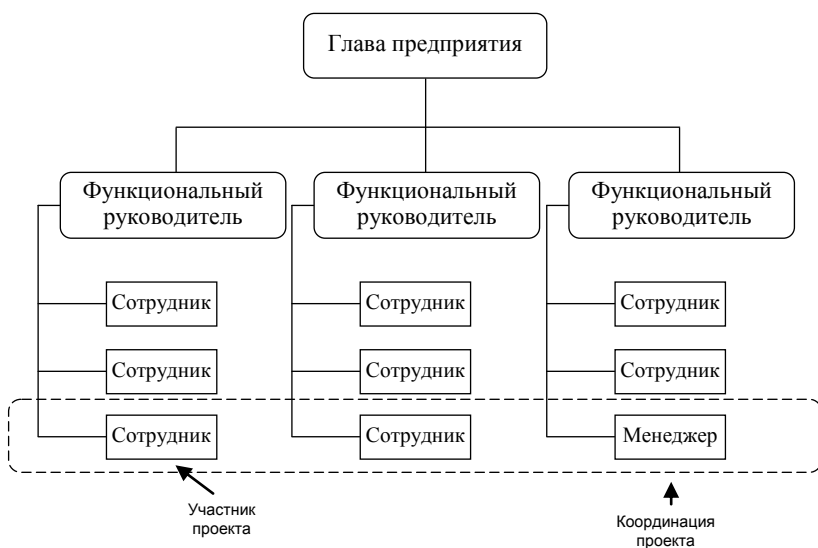 Глава предприятия
Функциональный
руководитель
Функциональный
руководитель
Функциональный
руководитель
Сотрудник
Сотрудник
Сотрудник
Сотрудник
Сотрудник
Сотрудник
Сотрудник
Сотрудник
Менеджер
Участник
проекта
Координация
проекта